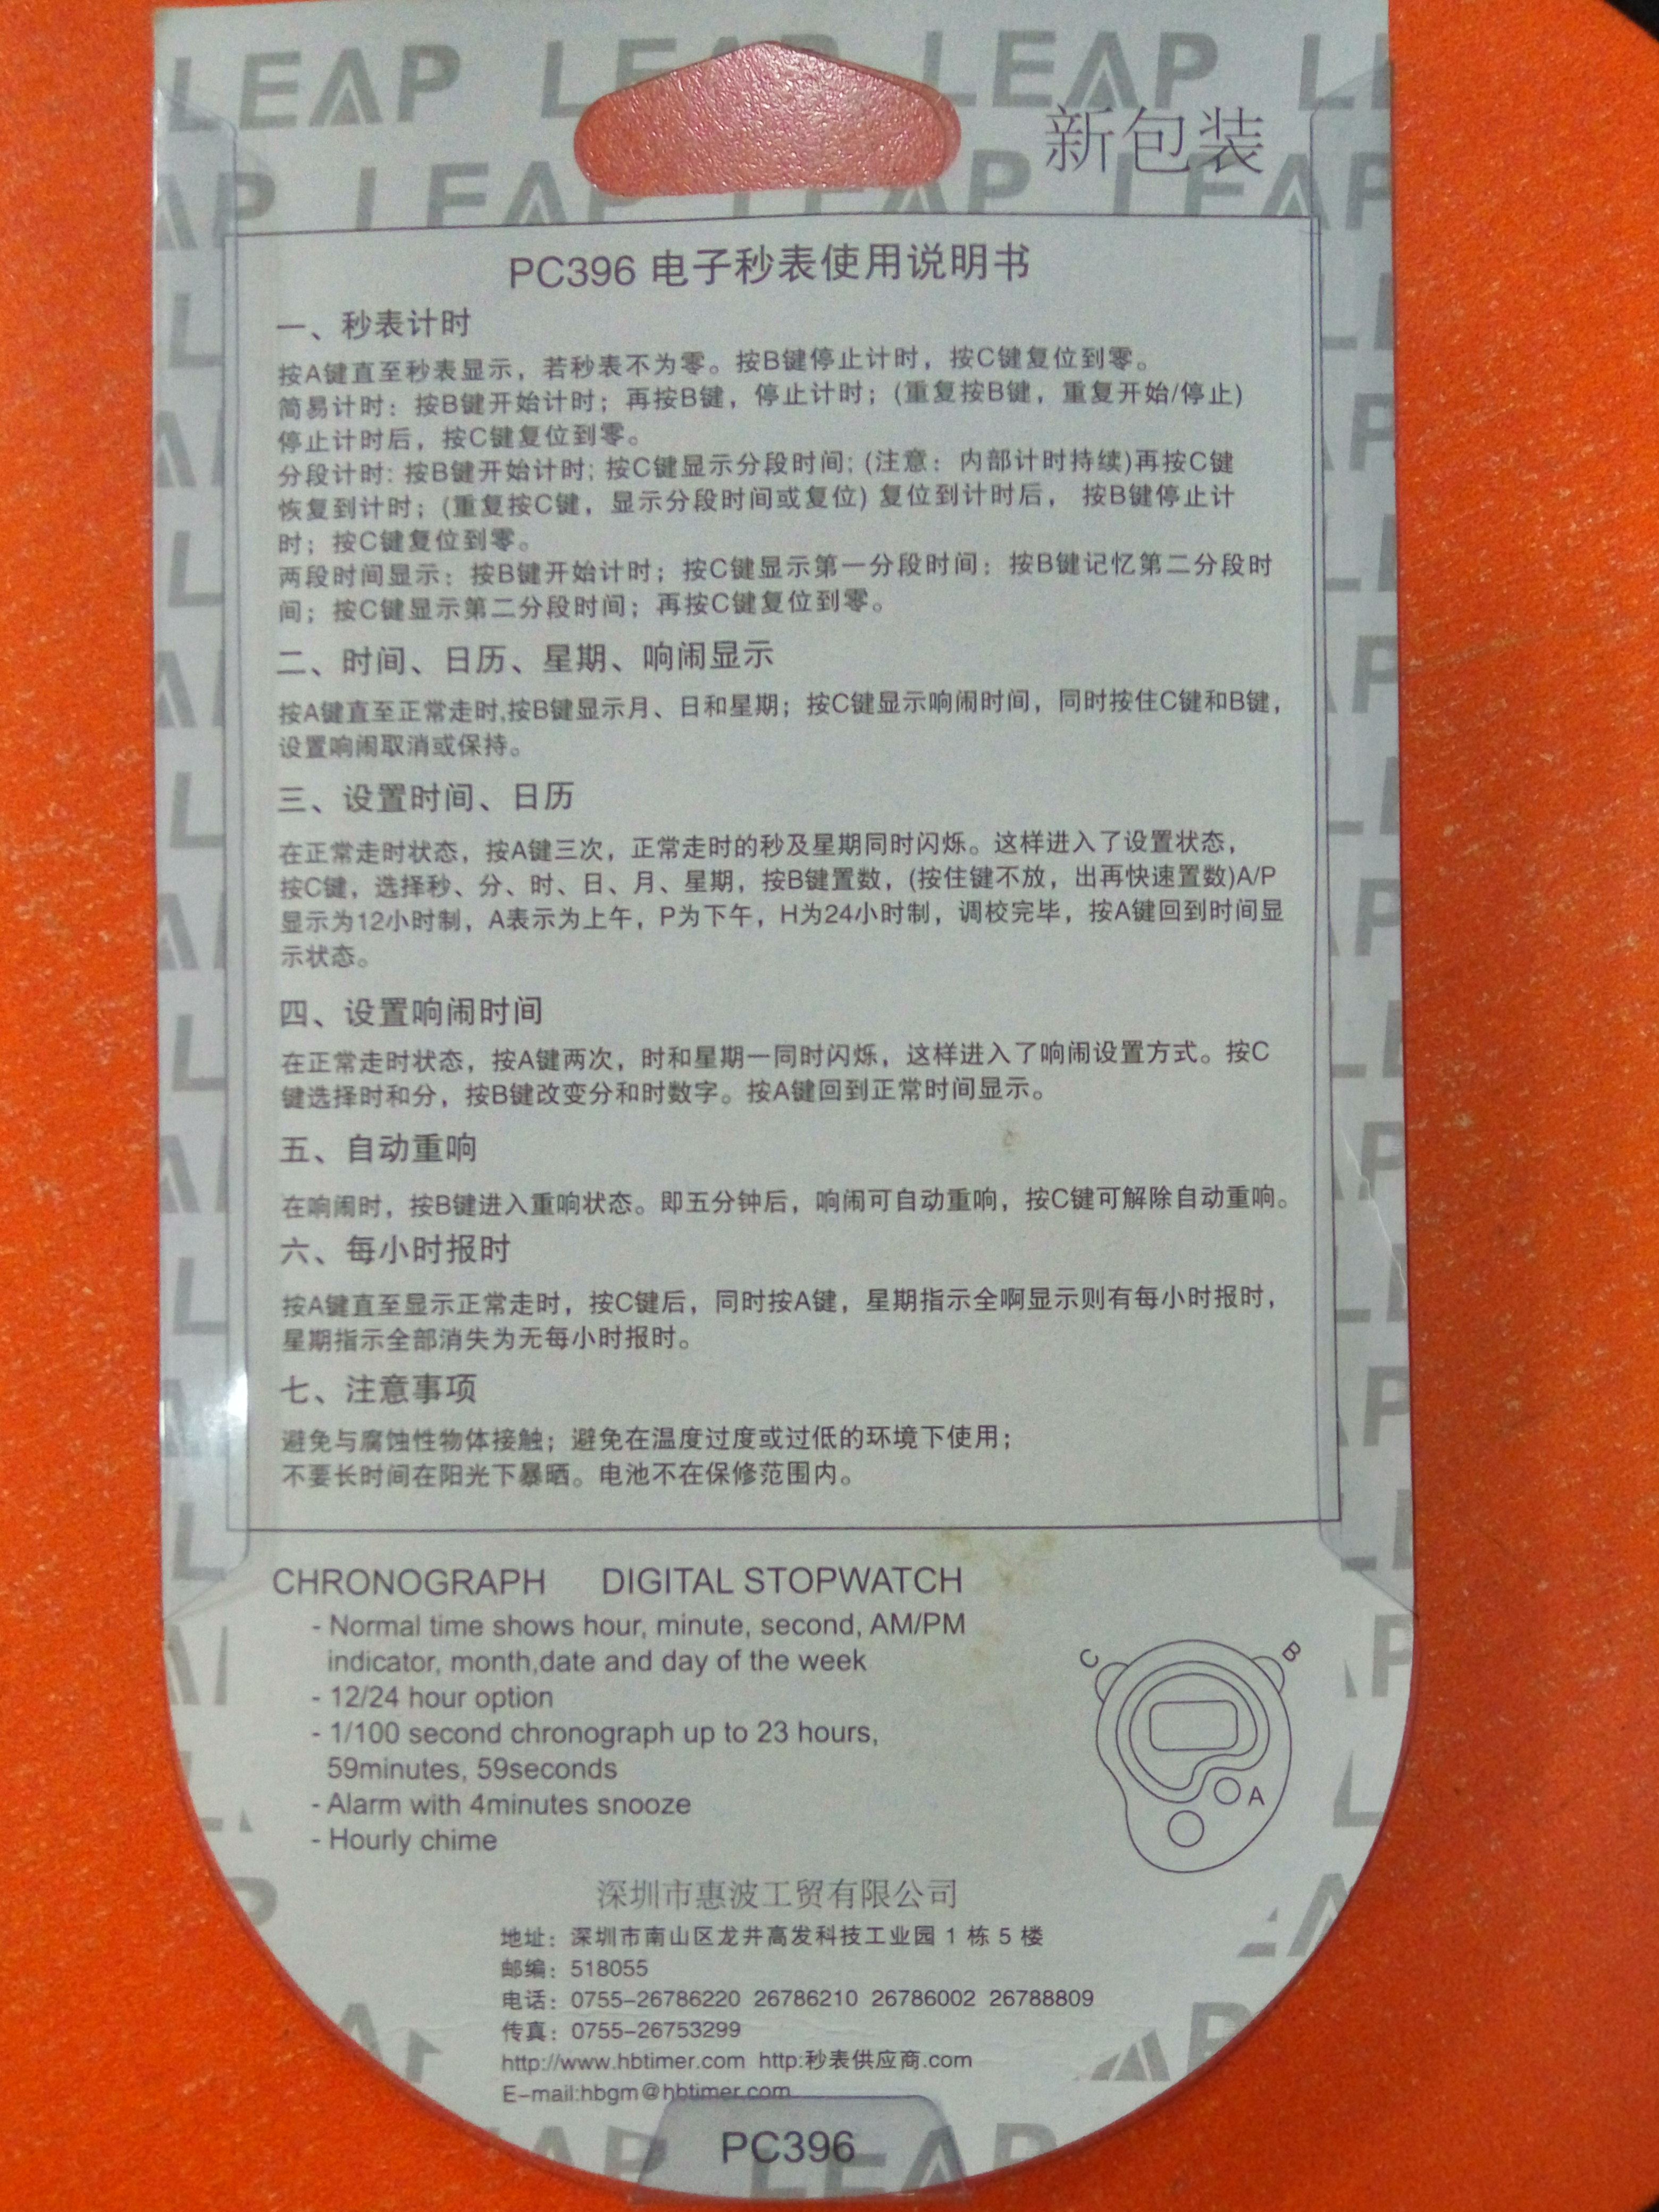 LEAP LEAP LEAP
新包装
PC396 电子秒表使用说明书
一、秒表计时
按A键直至秒表显示，若秒表不为零。按B键停止计时，按C键复位到零。
简易计时：按B键开始计时；再按B键，停止计时；(重复按B键，重复开始/停止)
停止计时后，按C键复位到零。
分段计时: 按B键开始计时; 按C键显示分段时间; (注意：内部计时持续)再按C键
恢复到计时；(重复按C键，显示分段时间或复位) 复位到计时后， 按B键停止计
时；按C键复位到零。
两段时间显示：按B键开始计时；按C键显示第一分段时间：按B键记忆第二分段时
间；按C键显示第二分段时间；再按C键复位到零。
二、时间、日历、星期、响闹显示
按A键直至正常走时,按B键显示月、日和星期；按C键显示响闹时间，同时按住C键和B键，
设置响闹取消或保持。
三、设置时间、日历
在正常走时状态，按A键三次，正常走时的秒及星期同时闪烁。这样进入了设置状态，
按C键，选择秒、分、时、日、月、星期，按B键置数，(按住键不放，出再快速置数)A/P
显示为12小时制，A表示为上午，P为下午，H为24小时制，调校完毕，按A键回到时间显
示状态。
四、设置响闹时间
在正常走时状态，按A键两次，时和星期一同时闪烁，这样进入了响闹设置方式。按C
键选择时和分，按B键改变分和时数字。按A键回到正常时间显示。
五、自动重响
在响闹时，按B键进入重响状态。即五分钟后，响闹可自动重响，按C键可解除自动重响。
六、每小时报时
按A键直至显示正常走时，按C键后，同时按A键，星期指示全啊显示则有每小时报时，
星期指示全部消失为无每小时报时。
七、注意事项
避免与腐蚀性物体接触；避免在温度过度或过低的环境下使用；
不要长时间在阳光下暴晒。电池不在保修范围内。
CHRONOGRAPH DIGITAL STOPWATCH
- Normal time shows hour, minute, second, AM/PM
indicator, month,date and day of the week
- 12/24 hour option
- 1/100 second chronograph up to 23 hours,
59minutes, 59seconds
- Alarm with 4minutes snooze
- Hourly chime
C
B
A
深圳市惠波工贸有限公司
地址：深圳市南山区龙井高发科技工业园 1 栋 5 楼
邮编：518055
电话：0755-26786220 26786210 26786002 26788809
传真：0755-26753299
http://www.hbtimer.com http:秒表供应商.com
E-mail:hbgm@hbtimer.com
PC396